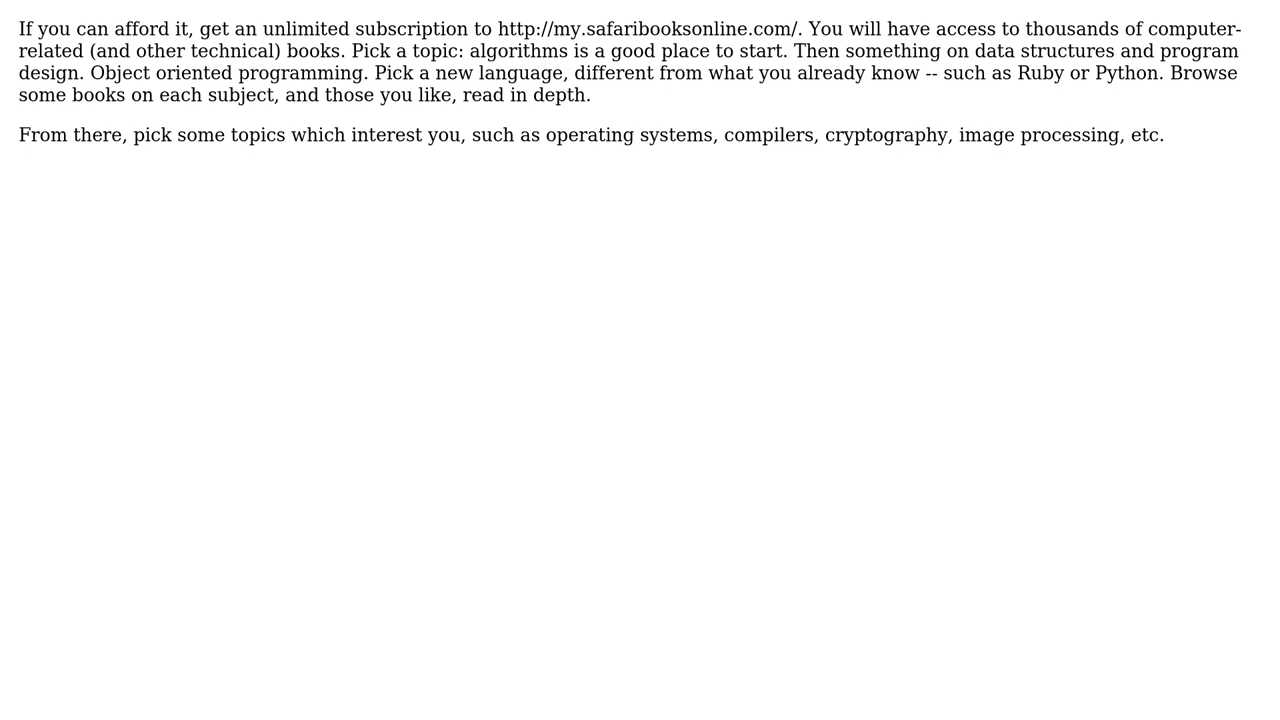 If you can afford it, get an unlimited subscription to http://my.safaribooksonline.com/. You will have access to thousands of computer-
related (and other technical) books. Pick a topic: algorithms is a good place to start. Then something on data structures and program
design. Object oriented programming. Pick a new language, different from what you already know -- such as Ruby or Python. Browse
some books on each subject, and those you like, read in depth.
From there, pick some topics which interest you, such as operating systems, compilers, cryptography, image processing, etc.